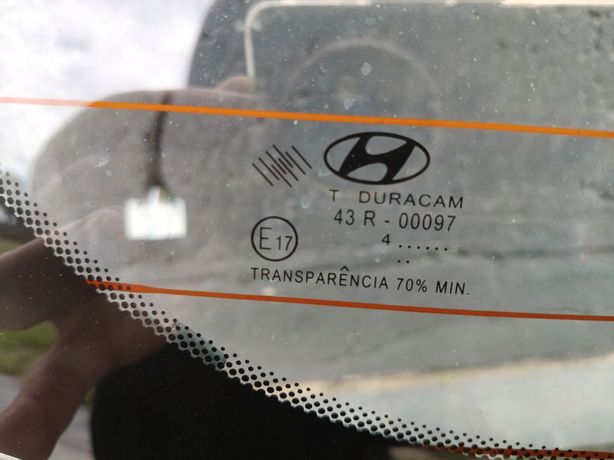 T DURACAM
43 R - 00097
4 ......
..
E17
TRANSPARÊNCIA 70% MIN.